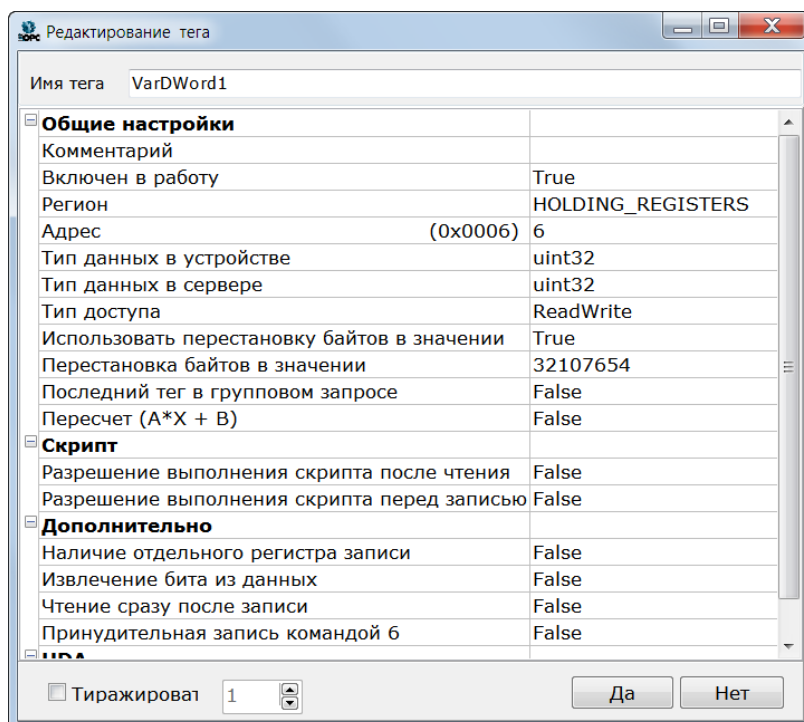 Редактирование тега
Имя тега VarDWord1
Общие настройки
Комментарий
Включен в работу True
Регион HOLDING_REGISTERS
Адрес (0x0006) 6
Тип данных в устройстве uint32
Тип данных в сервере uint32
Тип доступа ReadWrite
Использовать перестановку байтов в значении True
Перестановка байтов в значении 32107654
Последний тег в групповом запросе False
Пересчет (A*X + B) False
Скрипт
Разрешение выполнения скрипта после чтения False
Разрешение выполнения скрипта перед записью False
Дополнительно
Наличие отдельного регистра записи False
Извлечение бита из данных False
Чтение сразу после записи False
Принудительная запись командой 6 False
HDA
Тиражироват 1 Да Нет